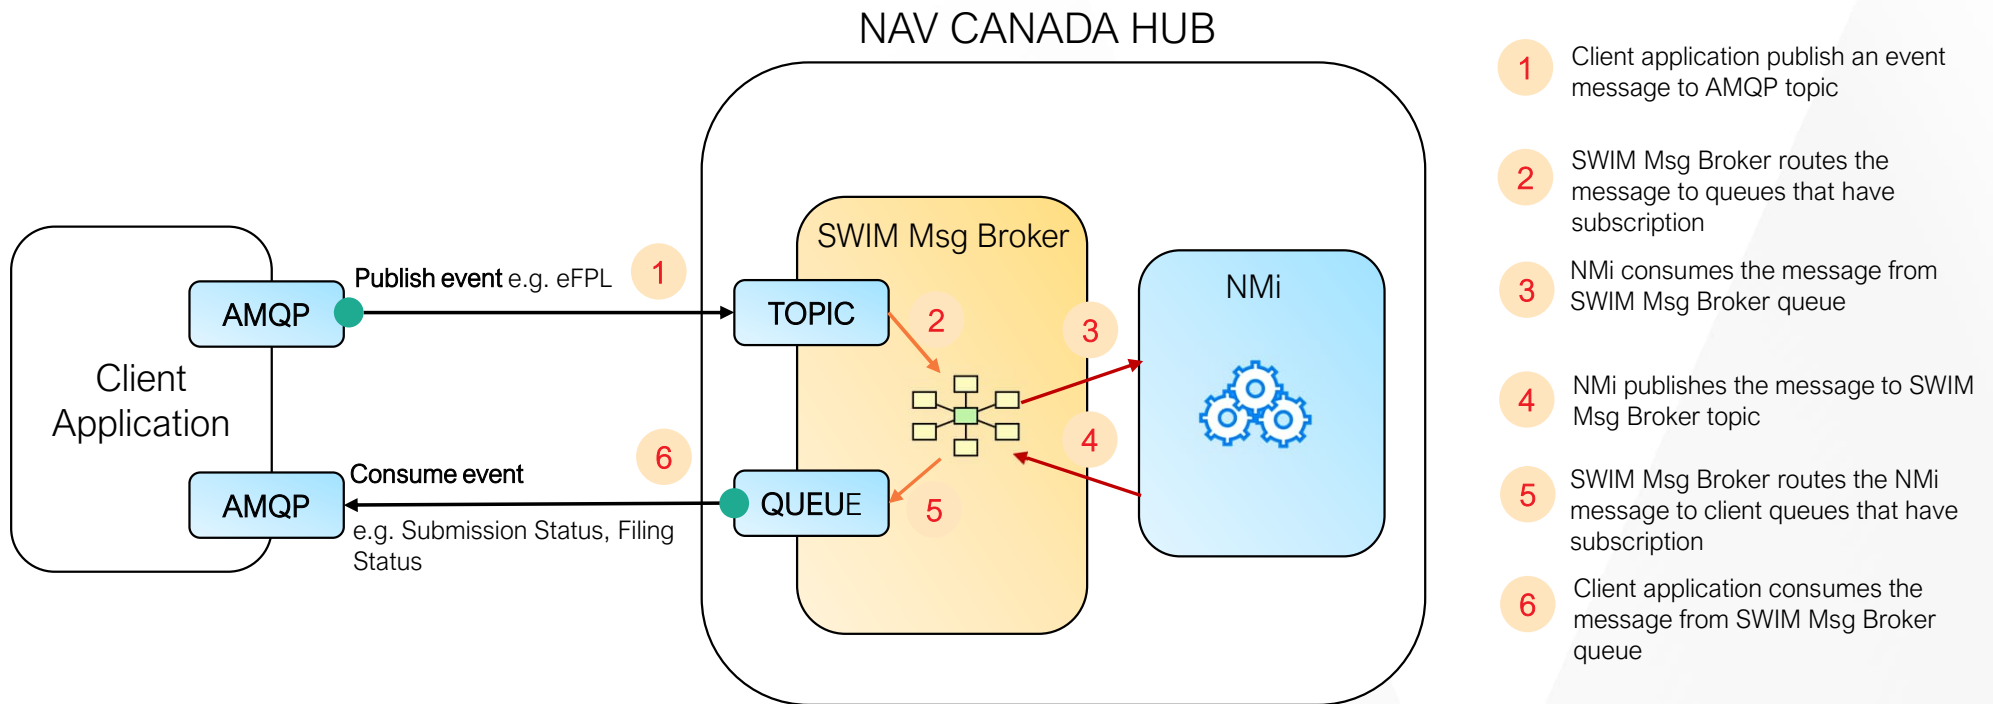 NAV CANADA HUB
SWIM Msg Broker
NMi
Client
Application
AMQP
Publish event e.g. eFPL
1
TOPIC
2
3
4
AMQP
Consume event
6
e.g. Submission Status, Filing
Status
QUEUE
5
1
Client application publish an event
message to AMQP topic
2
SWIM Msg Broker routes the
message to queues that have
subscription
3
NMi consumes the message from
SWIM Msg Broker queue
4
NMi publishes the message to SWIM
Msg Broker topic
5
SWIM Msg Broker routes the NMi
message to client queues that have
subscription
6
Client application consumes the
message from SWIM Msg Broker
queue